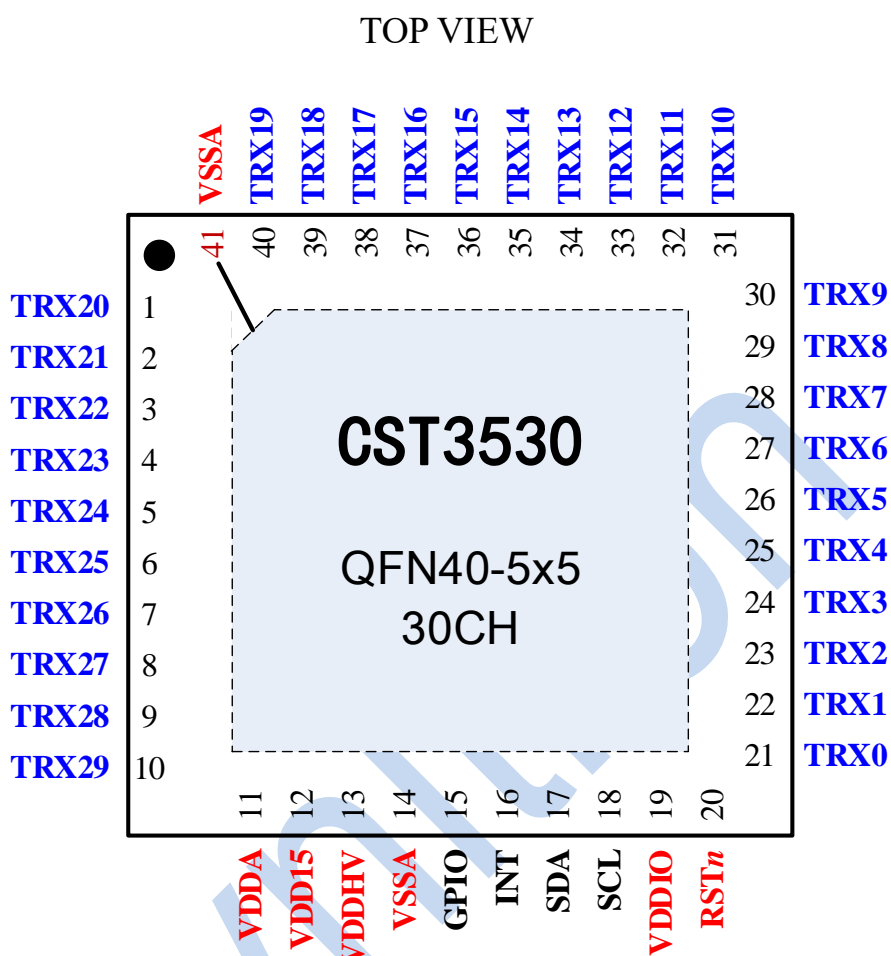 TOP VIEW
VSSA TRX19 TRX18 TRX17 TRX16 TRX15 TRX14 TRX13 TRX12 TRX11 TRX10
41 40 39 38 37 36 35 34 33 32 31
TRX20 1 30 TRX9
TRX21 2 29 TRX8
TRX22 3 28 TRX7
TRX23 4 27 TRX6
TRX24 5 26 TRX5
TRX25 6 25 TRX4
TRX26 7 24 TRX3
TRX27 8 23 TRX2
TRX28 9 22 TRX1
TRX29 10 21 TRX0
CST3530
QFN40-5x5
30CH
11 12 13 14 15 16 17 18 19 20
VDDA VDD15 VDDHV VSSA GPIO INT SDA SCL VDDIO RSTn